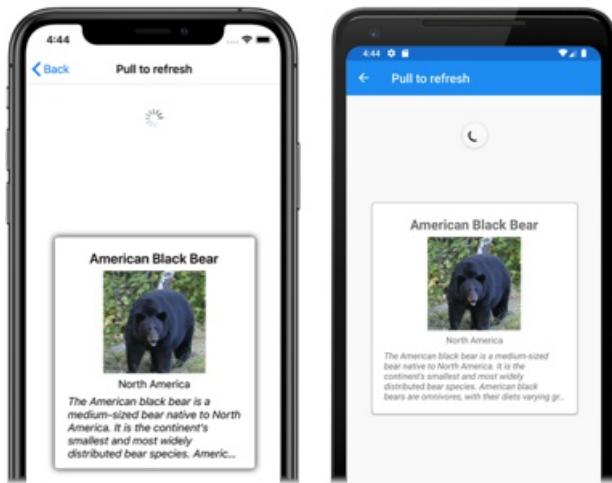 4:44
Back
Pull to refresh
American Black Bear
North America
The American black bear is a
medium-sized bear native to North
America. It is the continent's
smallest and most widely
distributed bear species. Americ...
4:44
Pull to refresh
American Black Bear
North America
The American black bear is a medium-sized
bear native to North America. It is the
continent's smallest and most widely
distributed bear species. American black
bears are omnivores, with their diets varying gr...